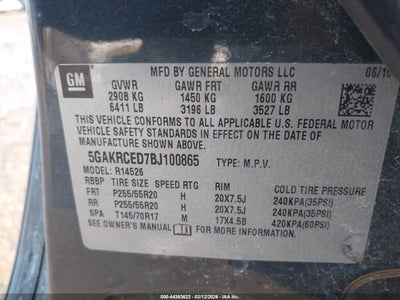 GM
MFD BY GENERAL MOTORS LLC 06/10
GVWR GAWR FRT GAWR RR
2908 KG 1450 KG 1600 KG
6411 LB 3196 LB 3527 LB
THIS VEHICLE CONFORMS TO ALL APPLICABLE U.S. FEDERAL MOTOR
VEHICLE SAFETY STANDARDS IN EFFECT ON THE DATE OF
MANUFACTURE SHOWN ABOVE.
5GAKRCED7BJ100865 TYPE: M.P.V.
MODEL: R14526
RBBP TIRE SIZE SPEED RTG RIM COLD TIRE PRESSURE
FRT P255/55R20 H 20X7.5J 240KPA(35PSI)
RR P255/55R20 H 20X7.5J 240KPA(35PSI)
SPA T145/70R17 M 17X4.5B 420KPA(60PSI)
SEE OWNER'S MANUAL FOR MORE INFORMATION
000-44363622 - 02/12/2026 - IAAI.COM